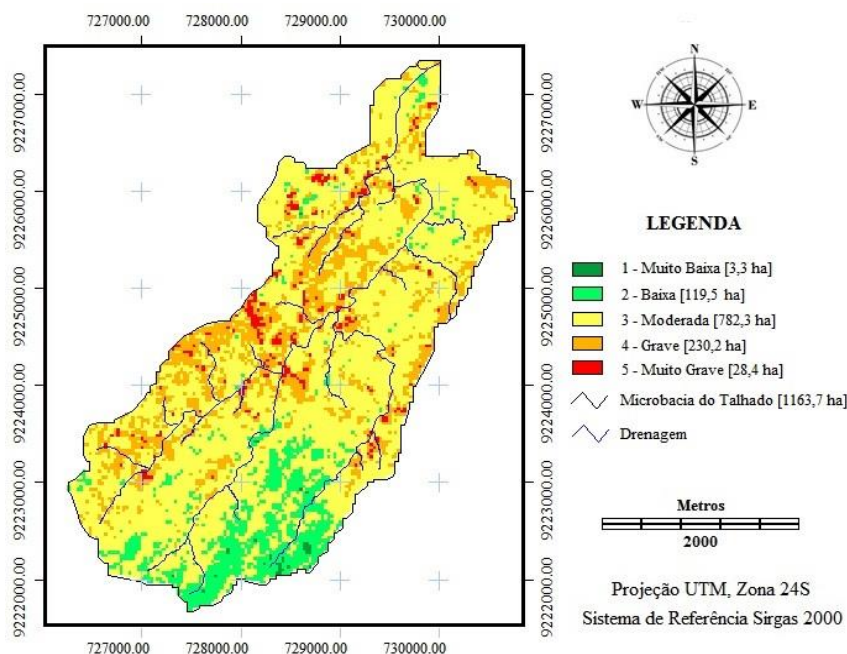 727000.00 728000.00 729000.00 730000.00
9227000.00
9226000.00
9225000.00
9224000.00
9223000.00
9222000.00
9227000.00
9226000.00
9225000.00
9224000.00
9223000.00
9222000.00
727000.00 728000.00 729000.00 730000.00
N
W E
S
LEGENDA
1 - Muito Baixa [3,3 ha]
2 - Baixa [119,5 ha]
3 - Moderada [782,3 ha]
4 - Grave [230,2 ha]
5 - Muito Grave [28,4 ha]
Microbacia do Talhado [1163,7 ha]
Drenagem
Metros
2000
Projeção UTM, Zona 24S
Sistema de Referência Sirgas 2000